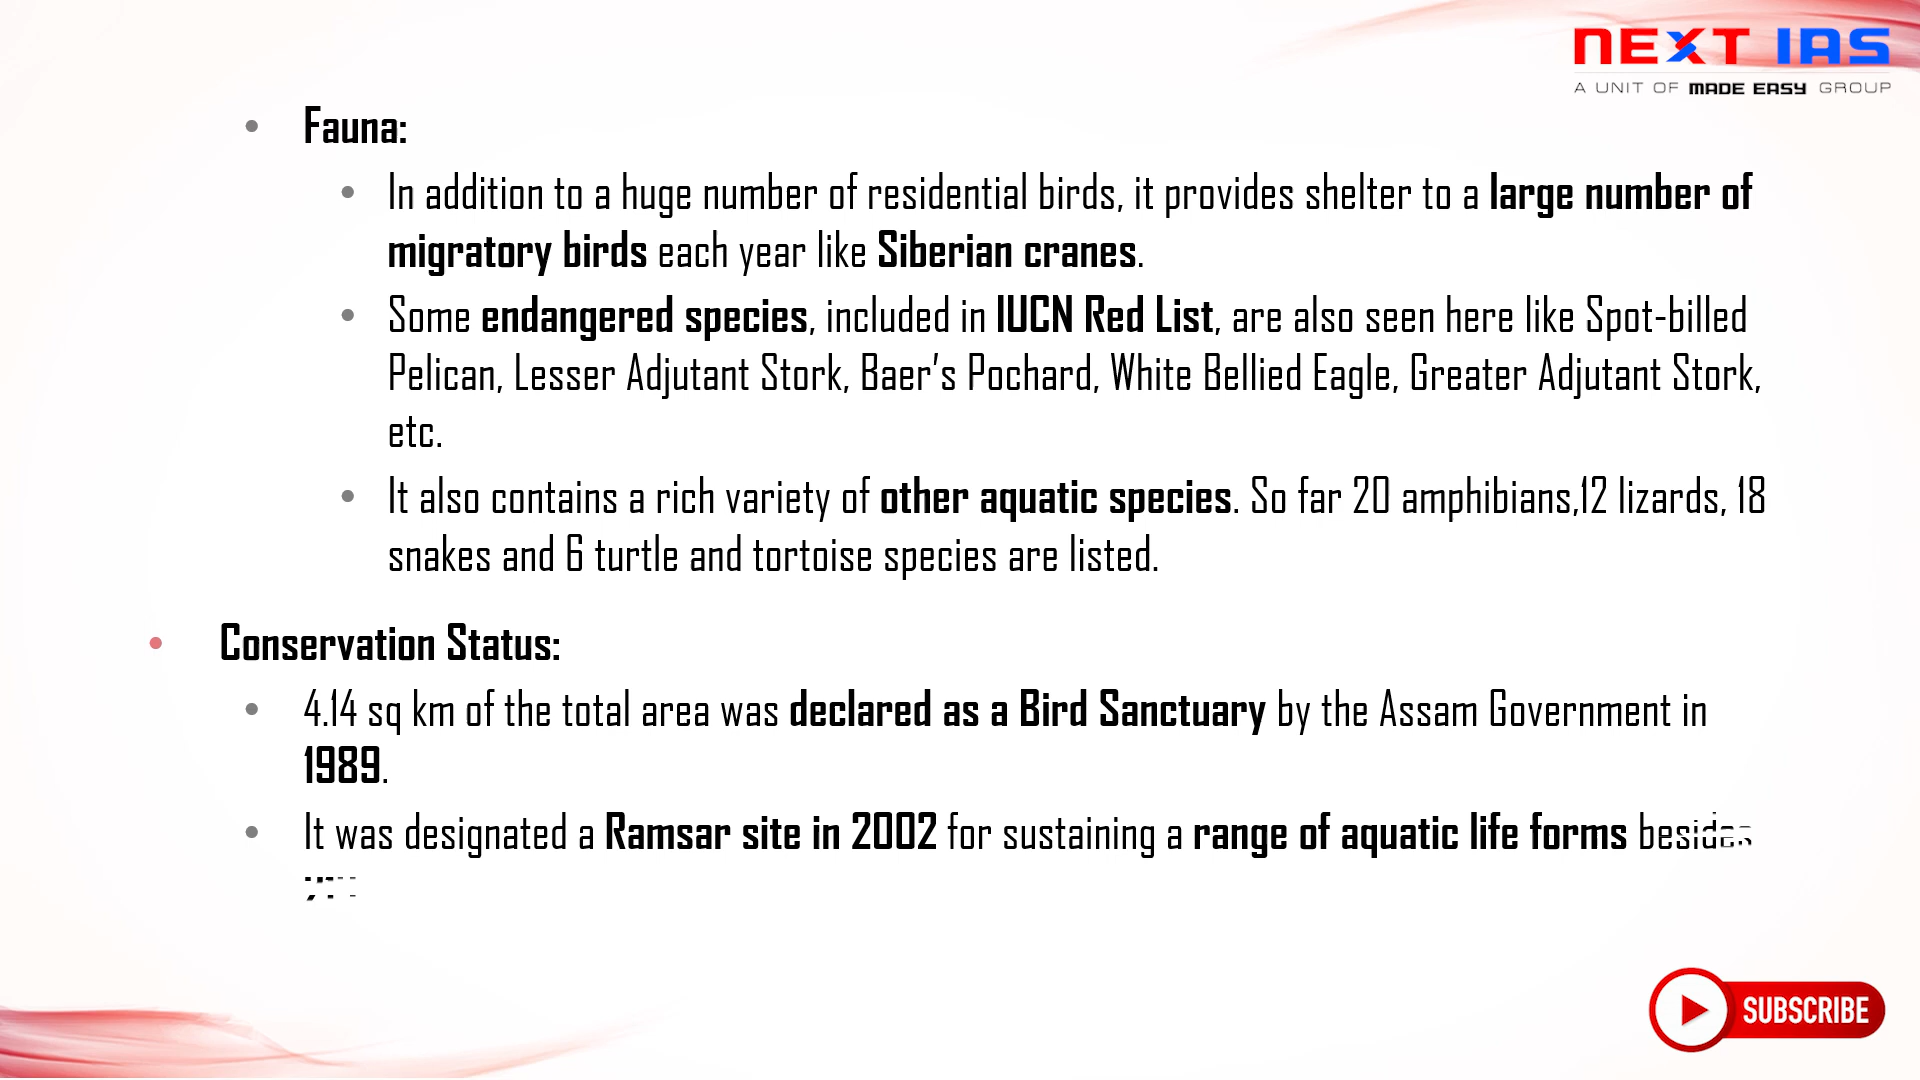 NEXT IAS
A UNIT OF MADE EASY GROUP
• Fauna:
• In addition to a huge number of residential birds, it provides shelter to a large number of
migratory birds each year like Siberian cranes.
• Some endangered species, included in IUCN Red List, are also seen here like Spot-billed
Pelican, Lesser Adjutant Stork, Baer's Pochard, White Bellied Eagle, Greater Adjutant Stork,
etc.
• It also contains a rich variety of other aquatic species. So far 20 amphibians,12 lizards, 18
snakes and 6 turtle and tortoise species are listed.
• Conservation Status:
• 4.14 sq km of the total area was declared as a Bird Sanctuary by the Assam Government in
1989.
• It was designated a Ramsar site in 2002 for sustaining a range of aquatic life forms besides
SUBSCRIBE